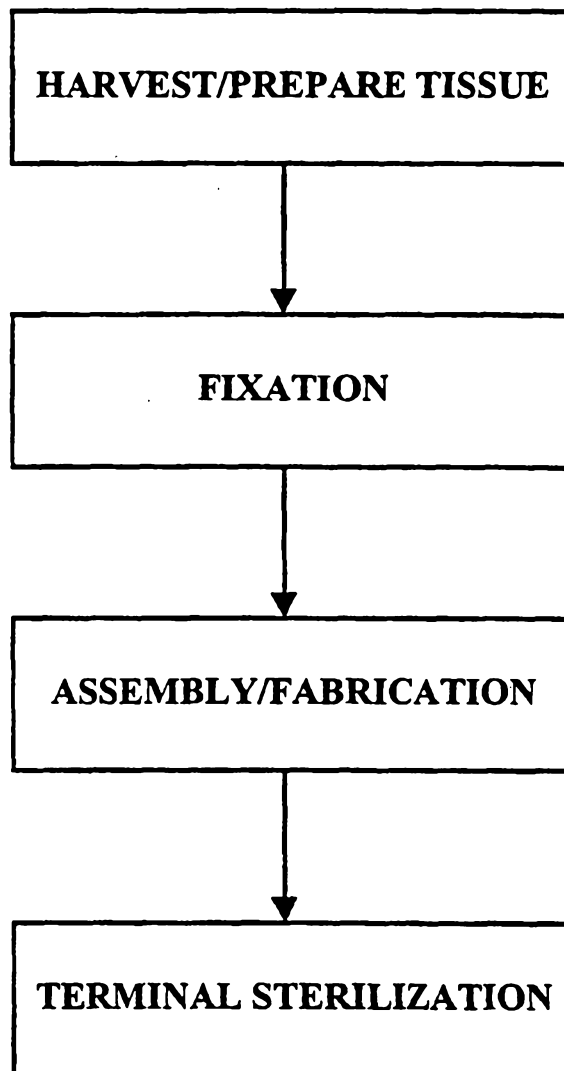 HARVEST/PREPARE TISSUE
FIXATION
ASSEMBLY/FABRICATION
TERMINAL STERILIZATION